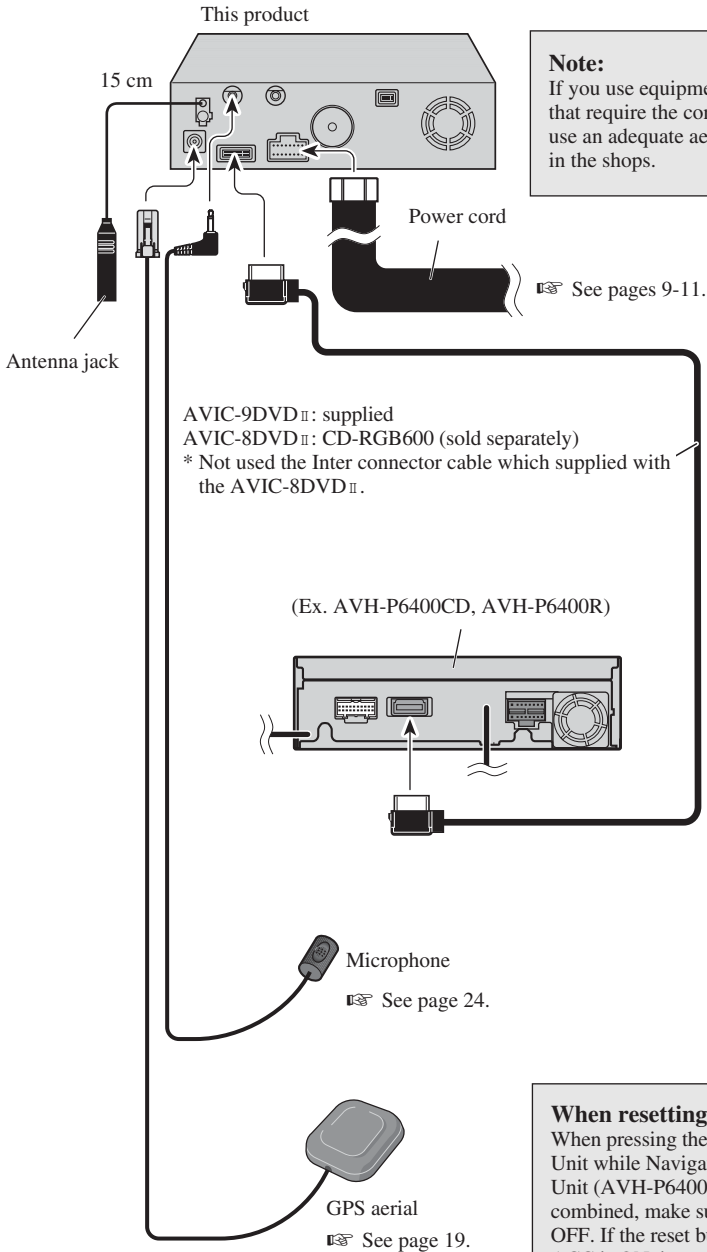 This product
15 cm
Note:
If you use equipme
that require the co
use an adequate ae
in the shops.
Power cord
☞ See pages 9-11.
Antenna jack
AVIC-9DVDⅡ: supplied
AVIC-8DVDⅡ: CD-RGB600 (sold separately)
* Not used the Inter connector cable which supplied with
the AVIC-8DVDⅡ.
(Ex. AVH-P6400CD, AVH-P6400R)
Microphone
☞ See page 24.
When resetting
When pressing the
Unit while Naviga
Unit (AVH-P6400
combined, make su
OFF. If the reset b
GPS aerial
☞ See page 19.